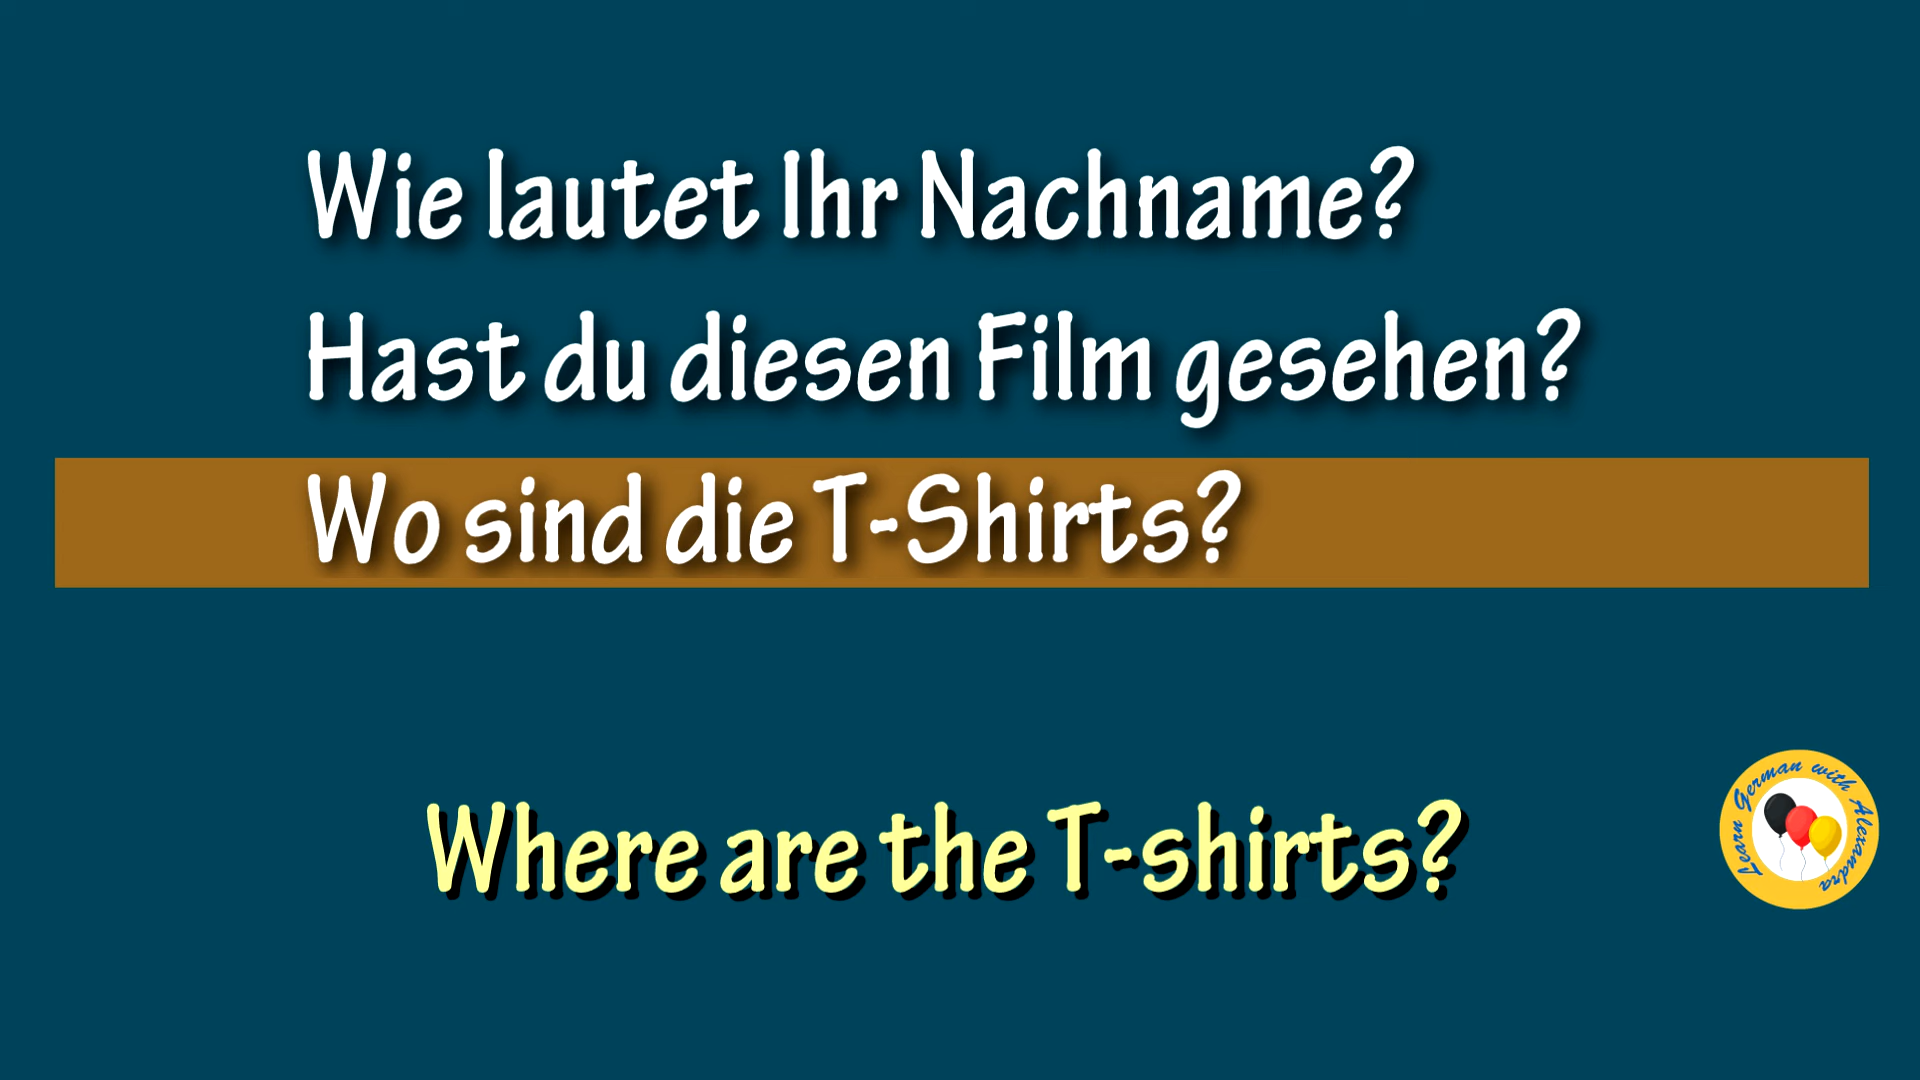 Wie lautet Ihr Nachname?
Hast du diesen Film gesehen?
Wo sind die T-Shirts?
Where are the T-shirts?
Learn German with Alexandra